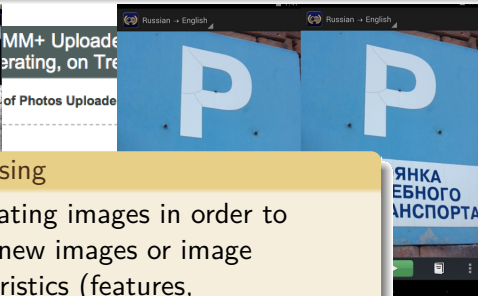 MM+ Uploade
erating, on Tre
of Photos Uploade
Russian → English
Russian → English
P
P
ЯНКА
ЕБНОГО
АНСПОРТА
sing
ating images in order to
new images or image
ristics (features,